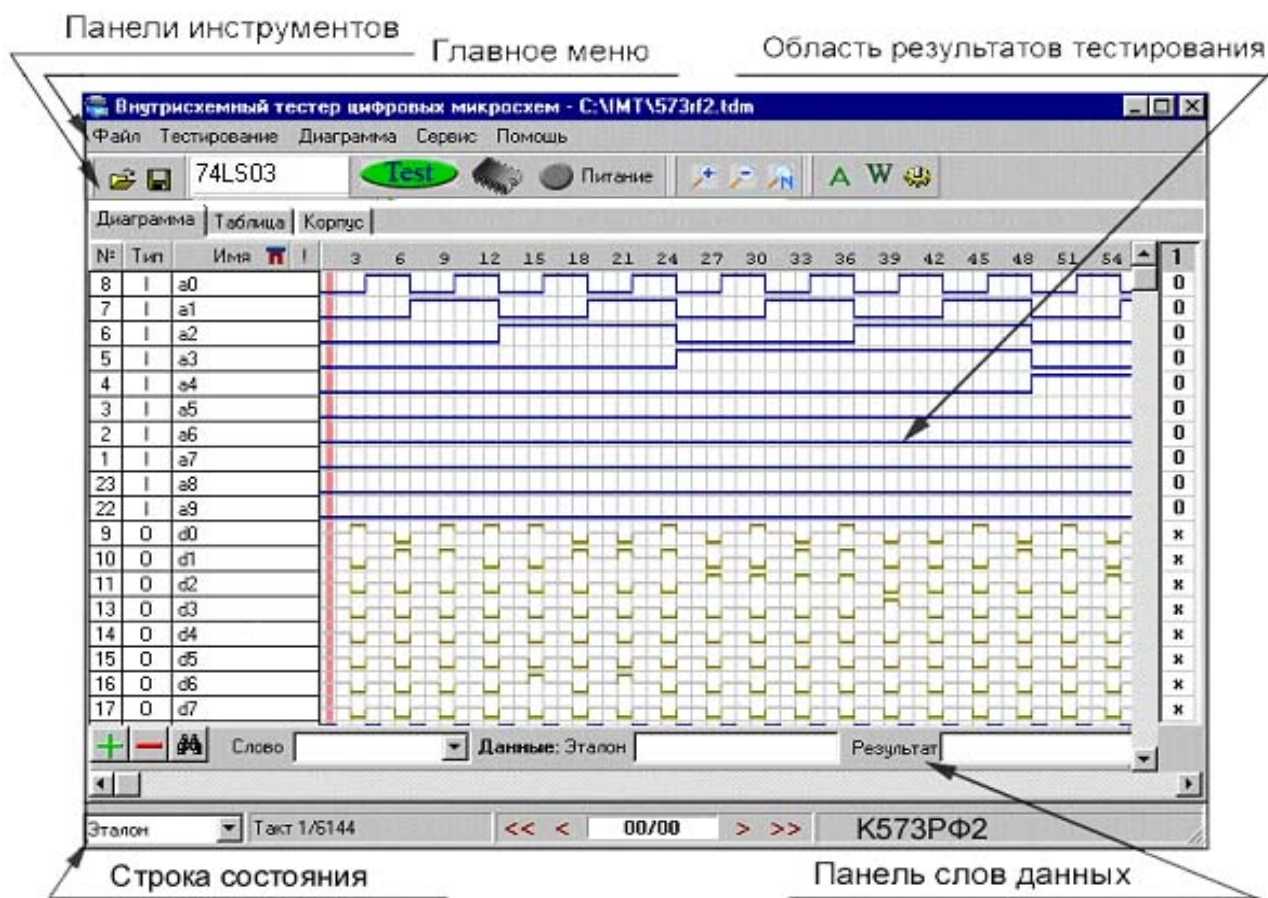 Панели инструментов
Главное меню
Область результатов тестирования
Внутрисхемный тестер цифровых микросхем - C:\IMT\573rf2.tdm
Файл Тестирование Диаграмма Сервис Помощь
74LS03 Test Питание N A W
Диаграмма Таблица Корпус
№ Тип Имя ! 3 6 9 12 15 18 21 24 27 30 33 36 39 42 45 48 51 54 1
8 I a0 0
7 I a1 0
6 I a2 0
5 I a3 0
4 I a4 0
3 I a5 0
2 I a6 0
1 I a7 0
23 I a8 0
22 I a9 0
9 O d0 x
10 O d1 x
11 O d2 x
13 O d3 x
14 O d4 x
15 O d5 x
16 O d6 x
17 O d7 x
Слово Данные: Эталон Результат
Эталон Такт 1/6144 << < 00/00 > >> К573РФ2
Строка состояния
Панель слов данных